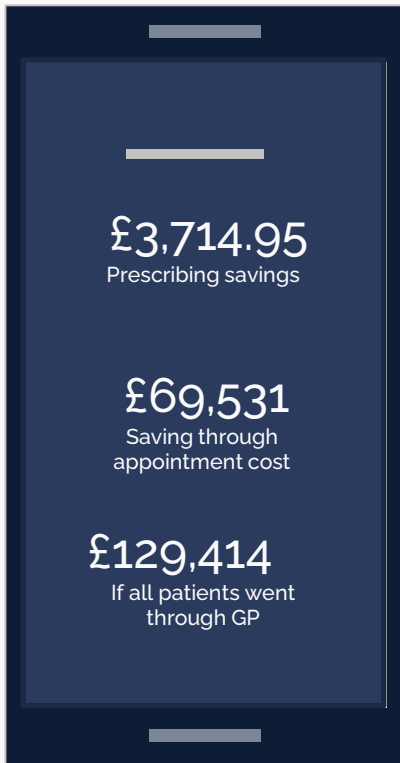 £3,714.95
Prescribing savings
£69,531
Saving through
appointment cost
£129,414
If all patients went
through GP